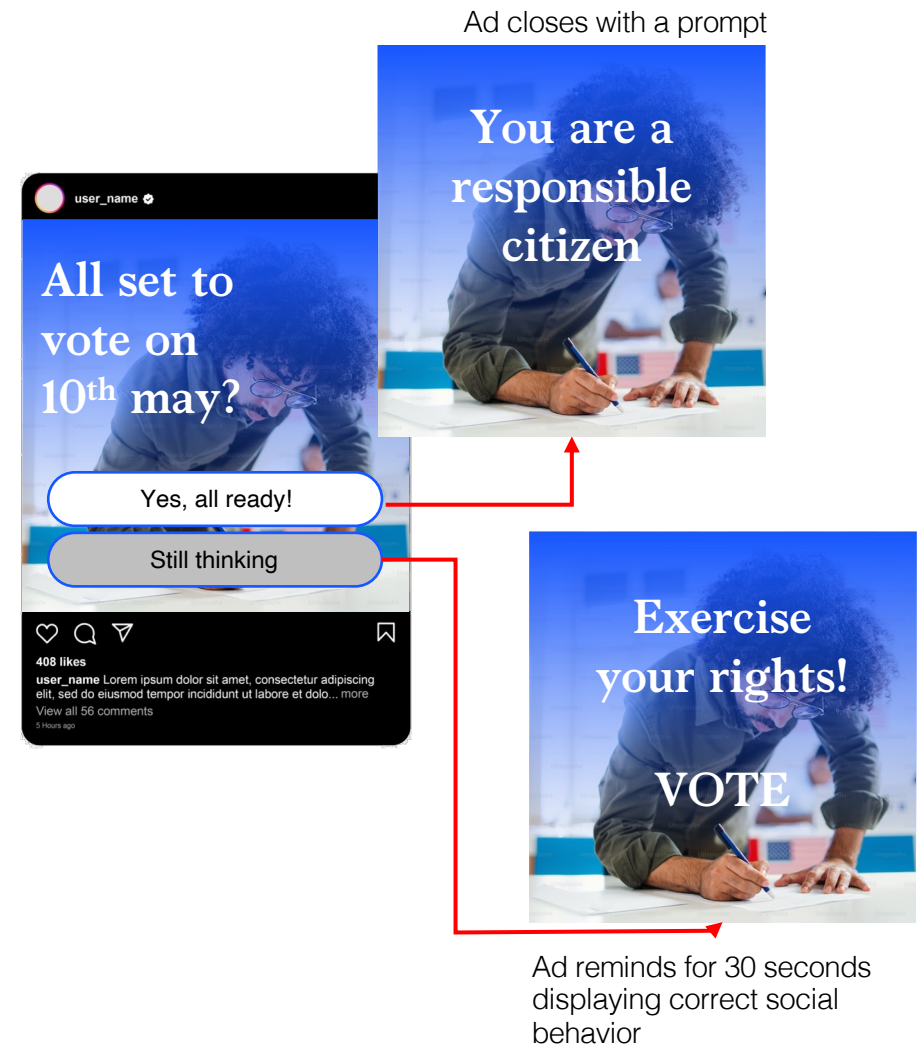 Ad closes with a prompt
You are a
responsible
citizen
user_name
All set to
vote on
10th may?
Yes, all ready!
Still thinking
408 likes
user_name Lorem ipsum dolor sit amet, consectetur adipiscing
elit, sed do eiusmod tempor incididunt ut labore et dolo... more
View all 56 comments
5 Hours ago
Exercise
your rights!
VOTE
Ad reminds for 30 seconds
displaying correct social
behavior